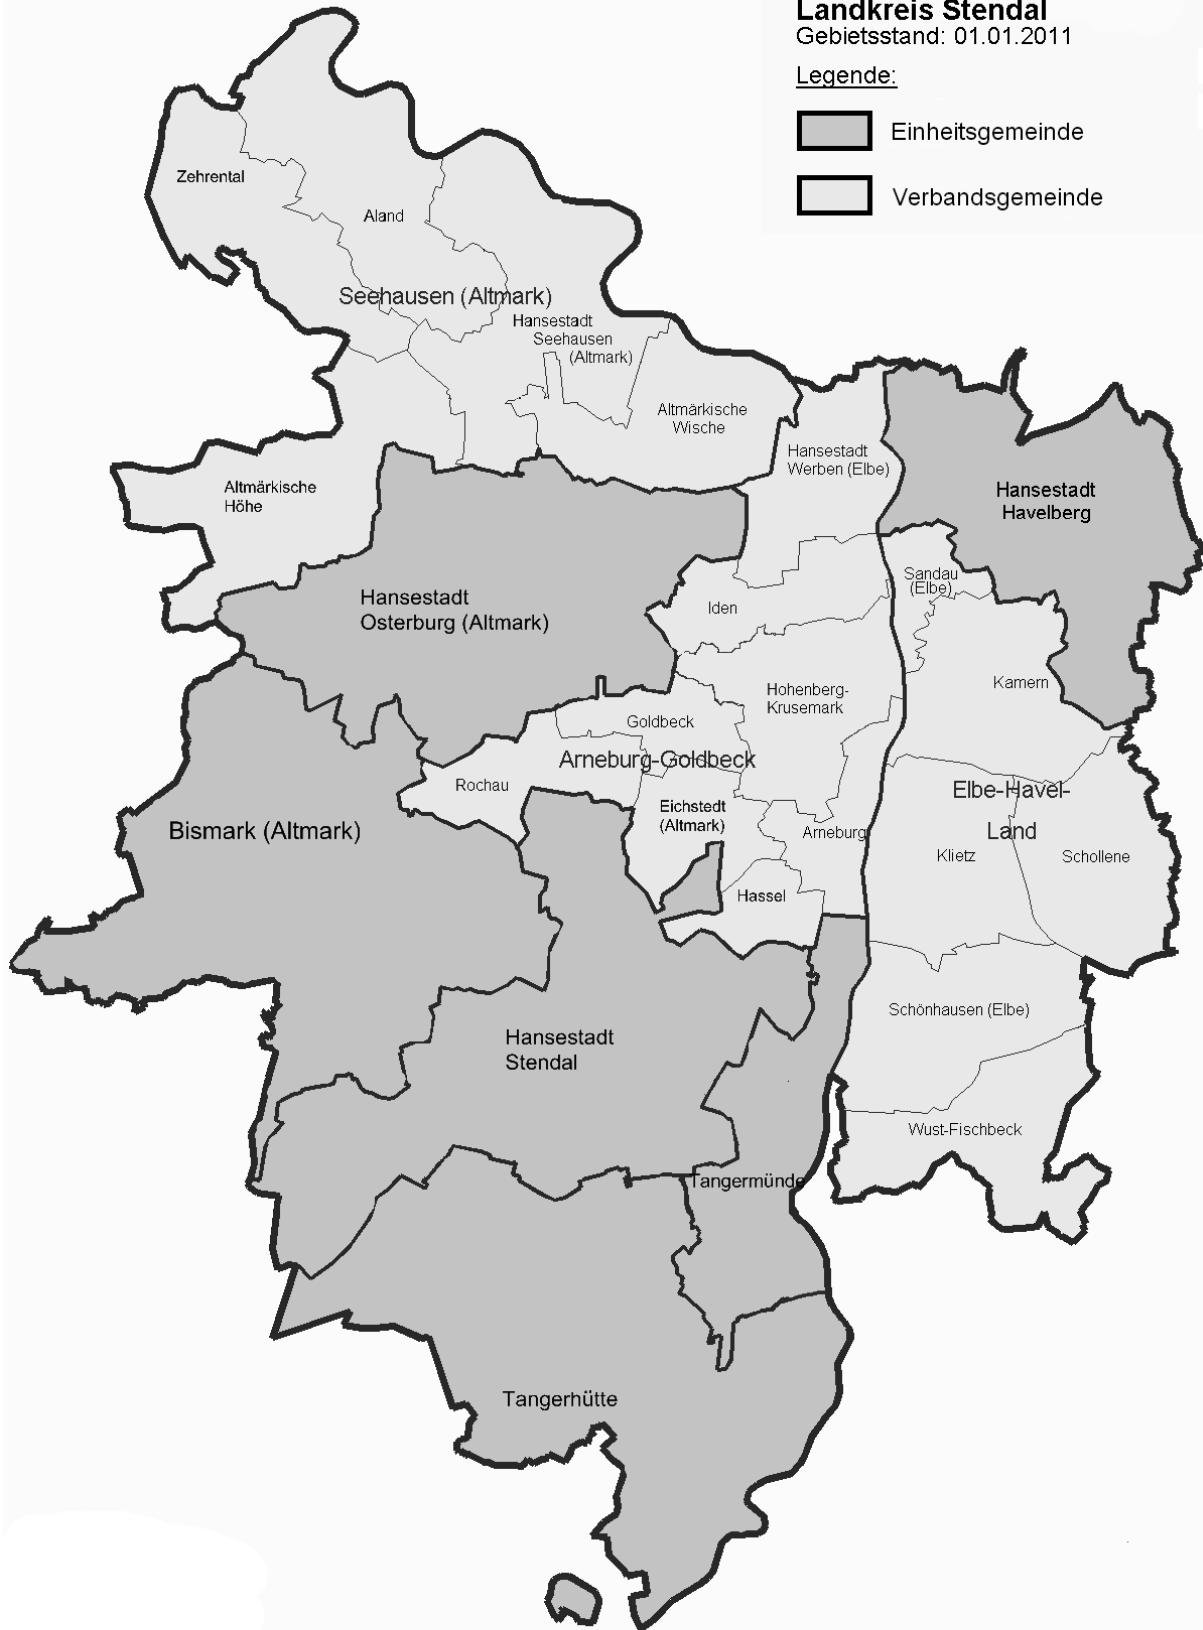 Landkreis Stendal
Gebietsstand: 01.01.2011
Legende:
Einheitsgemeinde
Verbandsgemeinde
Zehrental
Aland
Seehausen (Altmark)
Hansestadt
Seehausen
(Altmark)
Altmärkische
Wische
Hansestadt
Werben (Elbe)
Hansestadt
Havelberg
Altmärkische
Höhe
Hansestadt
Osterburg (Altmark)
Iden
Sandau
(Elbe)
Kamern
Hohenberg-
Krusemark
Goldbeck
Arneburg-Goldbeck
Rochau
Eichstedt
(Altmark)
Arneburg
Elbe-Havel-
Land
Klietz
Schollene
Bismark (Altmark)
Hassel
Schönhausen (Elbe)
Hansestadt
Stendal
Wust-Fischbeck
Tangermünde
Tangerhütte